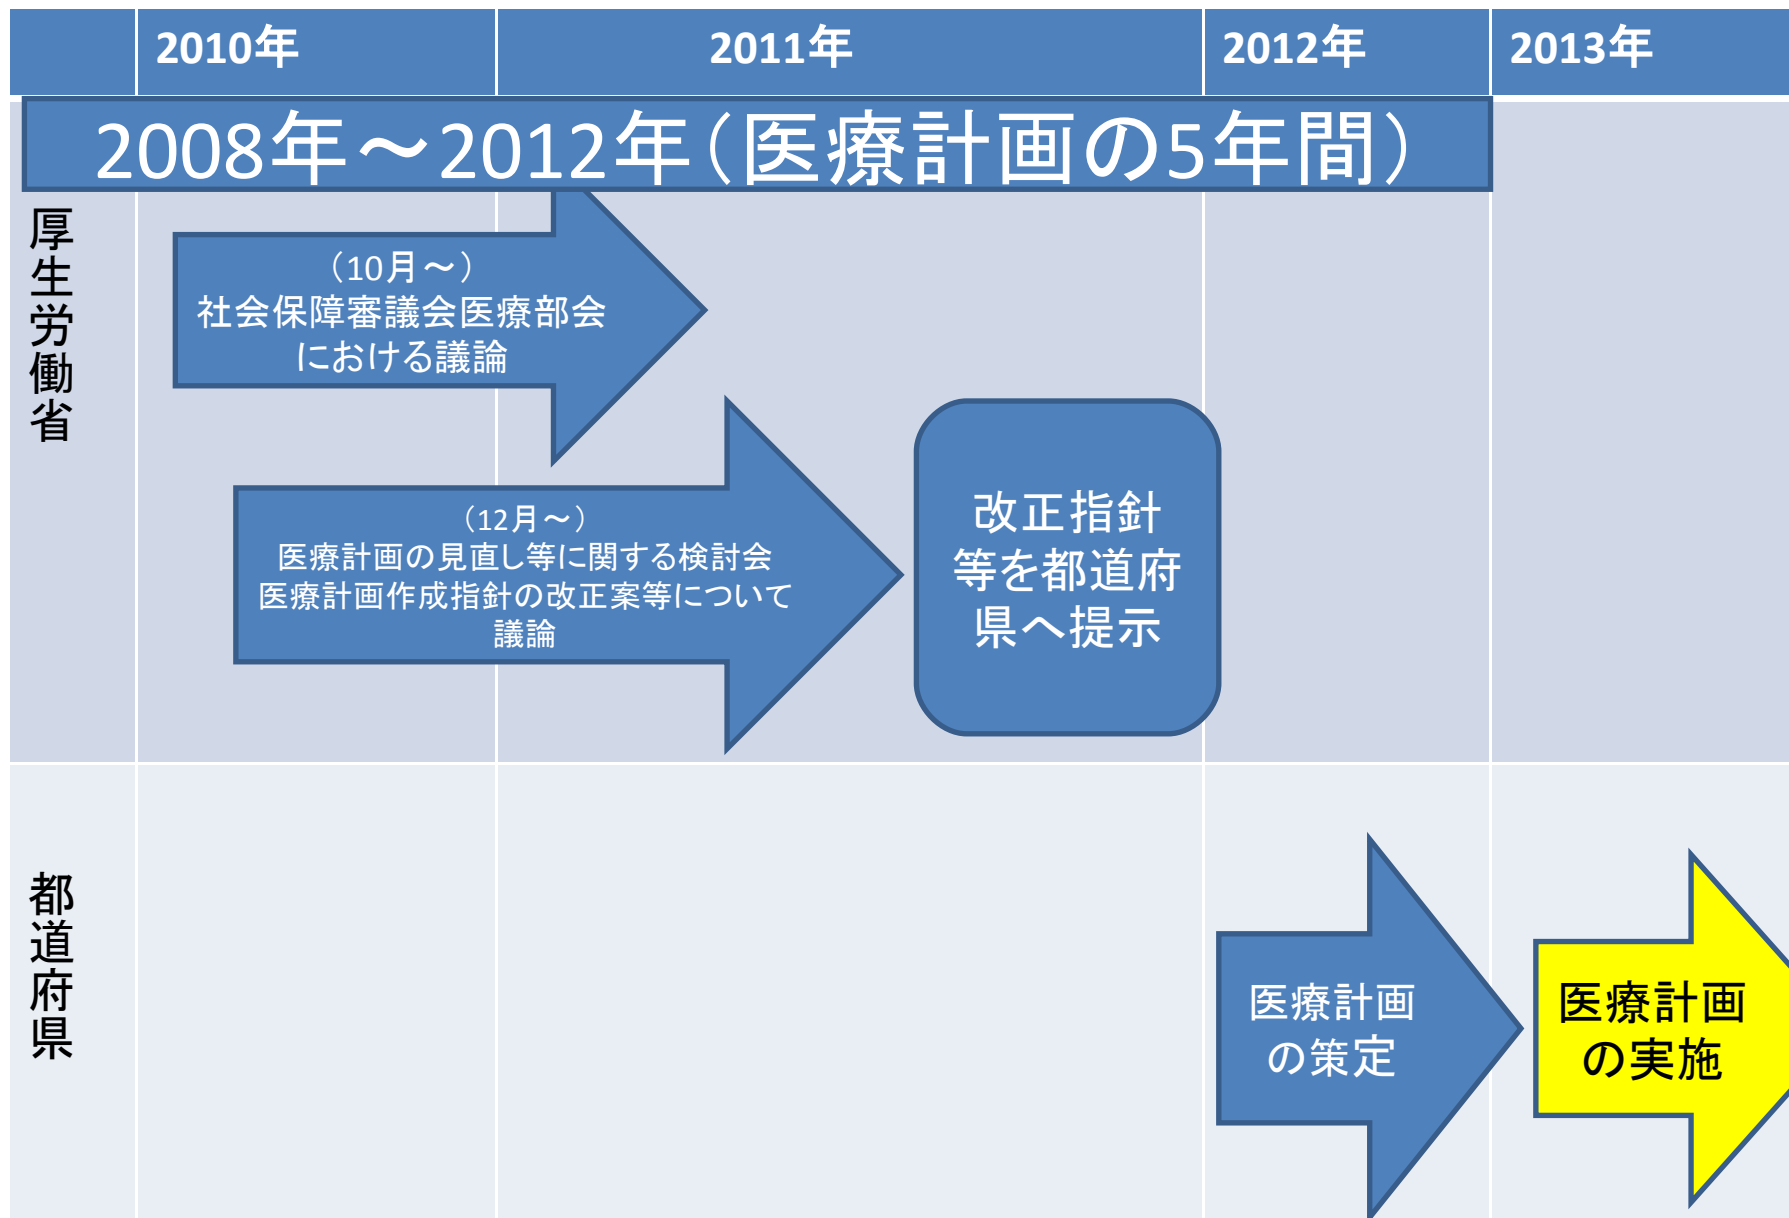 2010年
2011年
2012年
2013年
2008年～2012年（医療計画の5年間）
厚生労働省
（10月～）
社会保障審議会医療部会
における議論
（12月～）
医療計画の見直し等に関する検討会
医療計画作成指針の改正案等について
議論
改正指針
等を都道府
県へ提示
都道府県
医療計画
の策定
医療計画
の実施